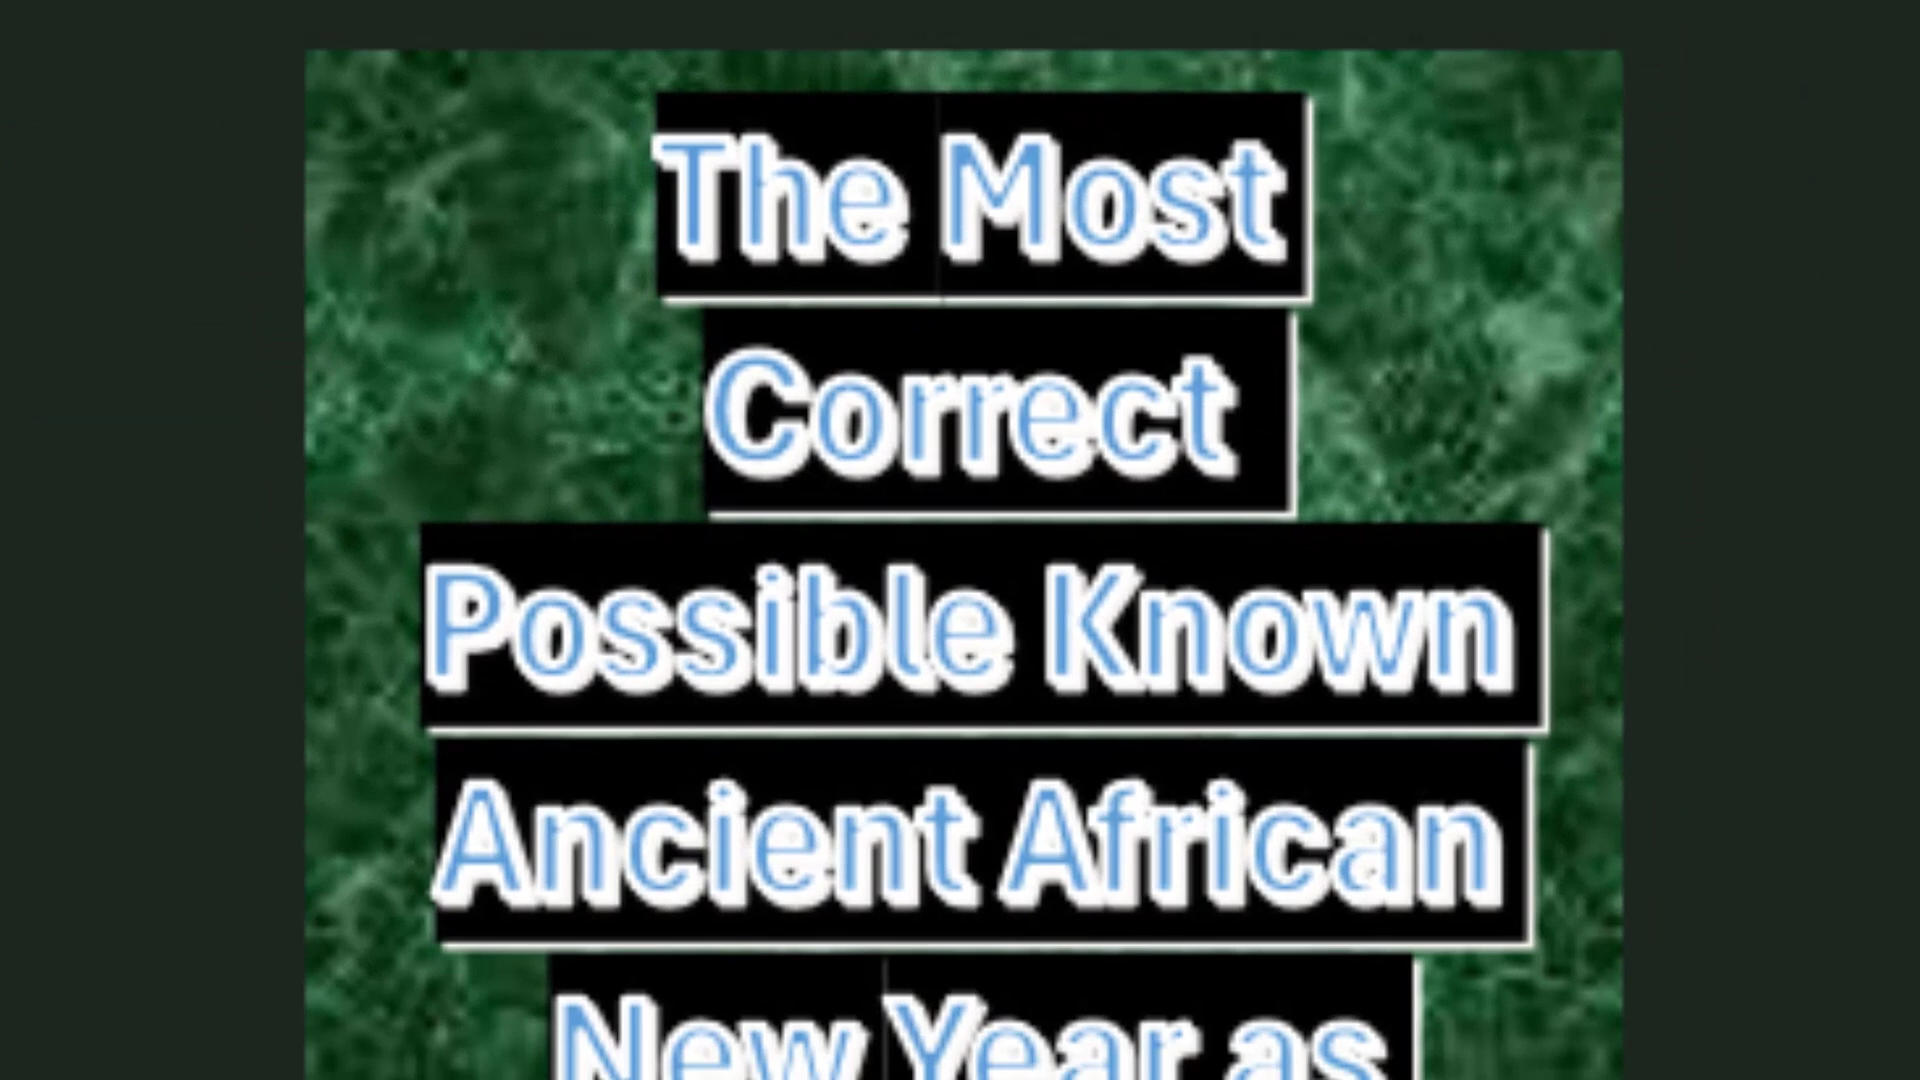 The Most
Correct
Possible Known
Ancient African
New Year as